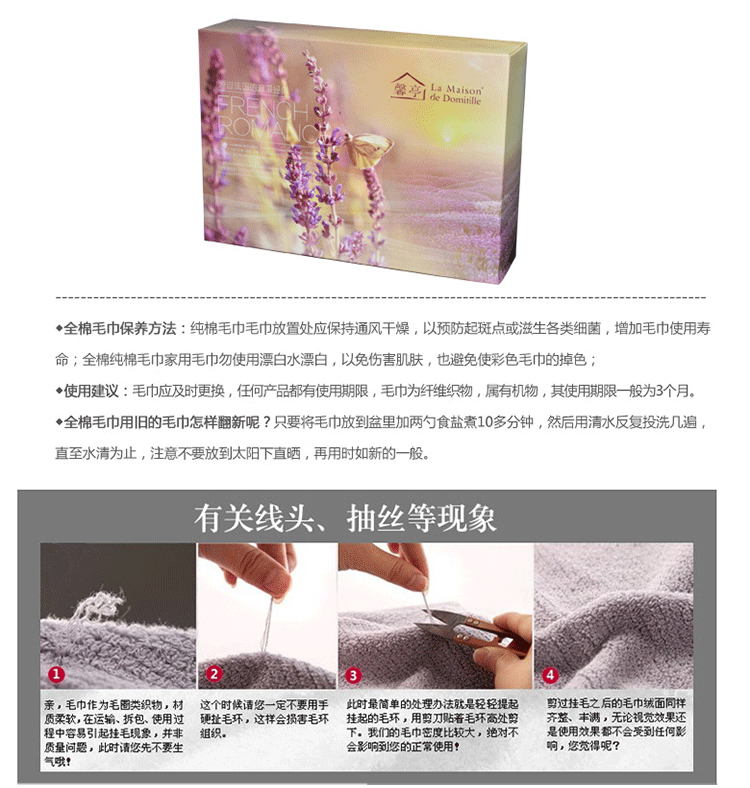 FRENCH
ROMANC
馨亭 La Maison
de Domitille
◆全棉毛巾保养方法：纯棉毛巾毛巾放置处应保持通风干燥，以预防起斑点或滋生各类细菌，增加毛巾使用寿
命；全棉纯棉毛巾家用毛巾勿使用漂白水漂白，以免伤害肌肤，也避免使彩色毛巾的掉色；
◆使用建议：毛巾应及时更换，任何产品都有使用期限，毛巾为纤维织物，属有机物，其使用期限一般为3个月。
◆全棉毛巾用旧的毛巾怎样翻新呢？只要将毛巾放到盆里加两勺食盐煮10多分钟，然后用清水反复投洗几遍，
直至水清为止，注意不要放到太阳下直晒，再用时如新的一般。
有关线头、抽丝等现象
1
亲，毛巾作为毛圈类织物，材
质柔软，在运输、拆包、使用过
程中容易引起挂毛现象，并非
质量问题，此时请您先不要生
气哦！
2
这个时候请您一定不要用手
硬扯毛环，这样会损害毛环
组织。
3
此时最简单的处理办法就是轻轻提起
挂起的毛环，用剪刀贴着毛环高处剪
下。我们的毛巾密度比较大，绝对不
会影响到您的正常使用！
4
剪过挂毛之后的毛巾绒面同样
齐整、丰满，无论视觉效果还
是使用效果都不会受到任何影
响，您觉得呢？